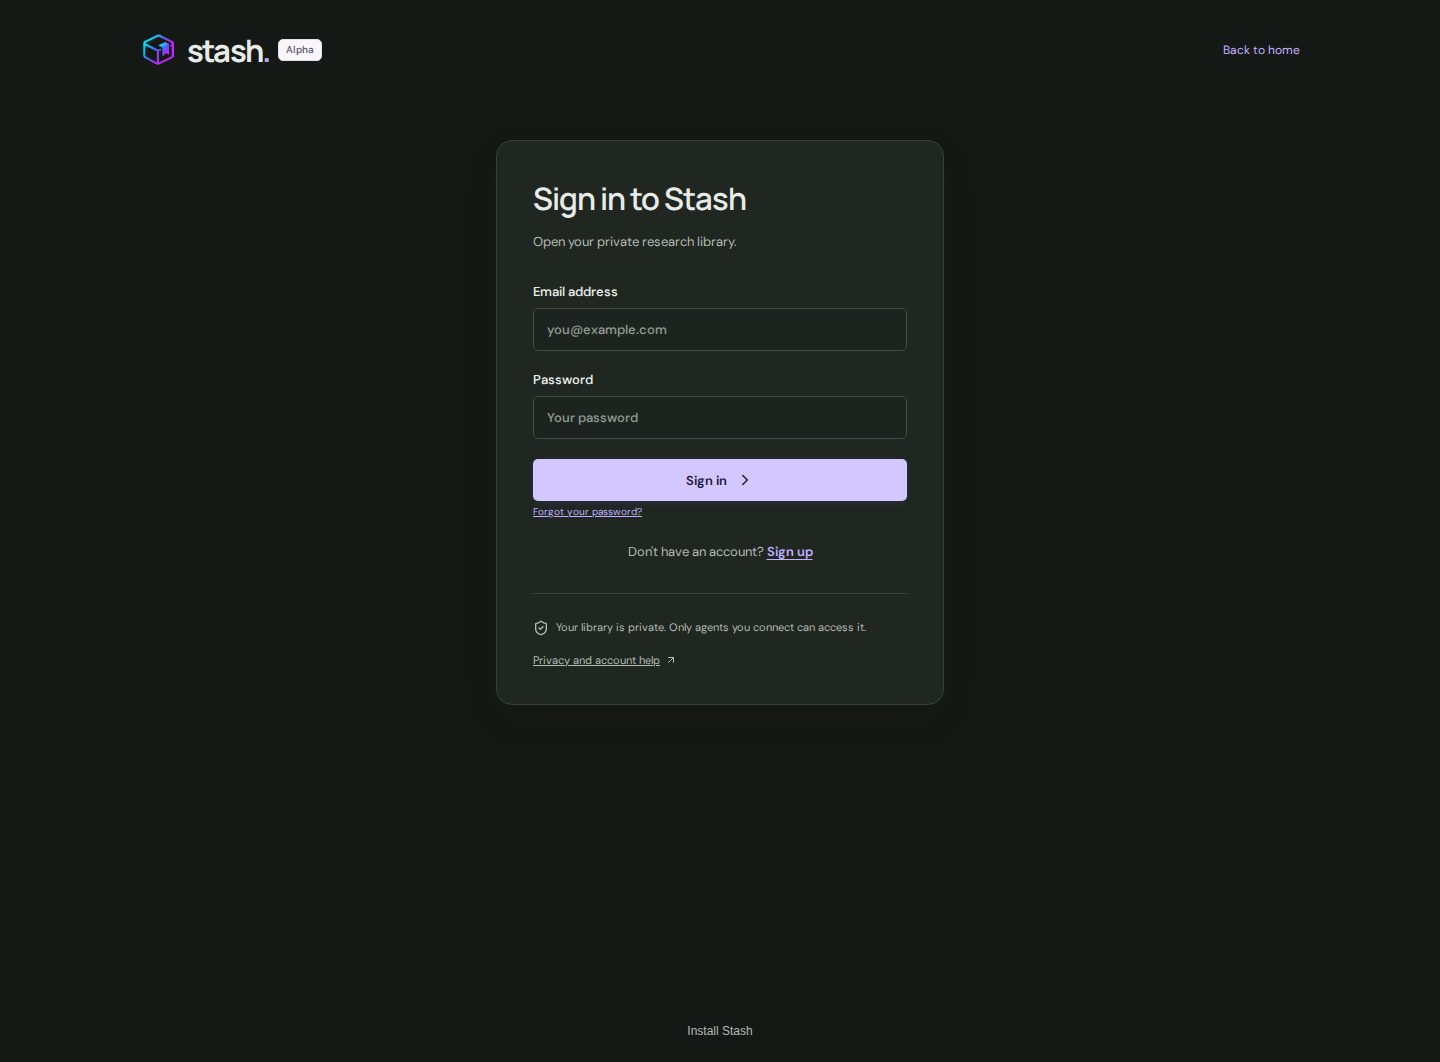 stash.
Alpha
Back to home
Sign in to Stash
Open your private research library.
Email address
you@example.com
Password
Your password
Sign in
Forgot your password?
Don't have an account? Sign up
Your library is private. Only agents you connect can access it.
Privacy and account help
Install Stash